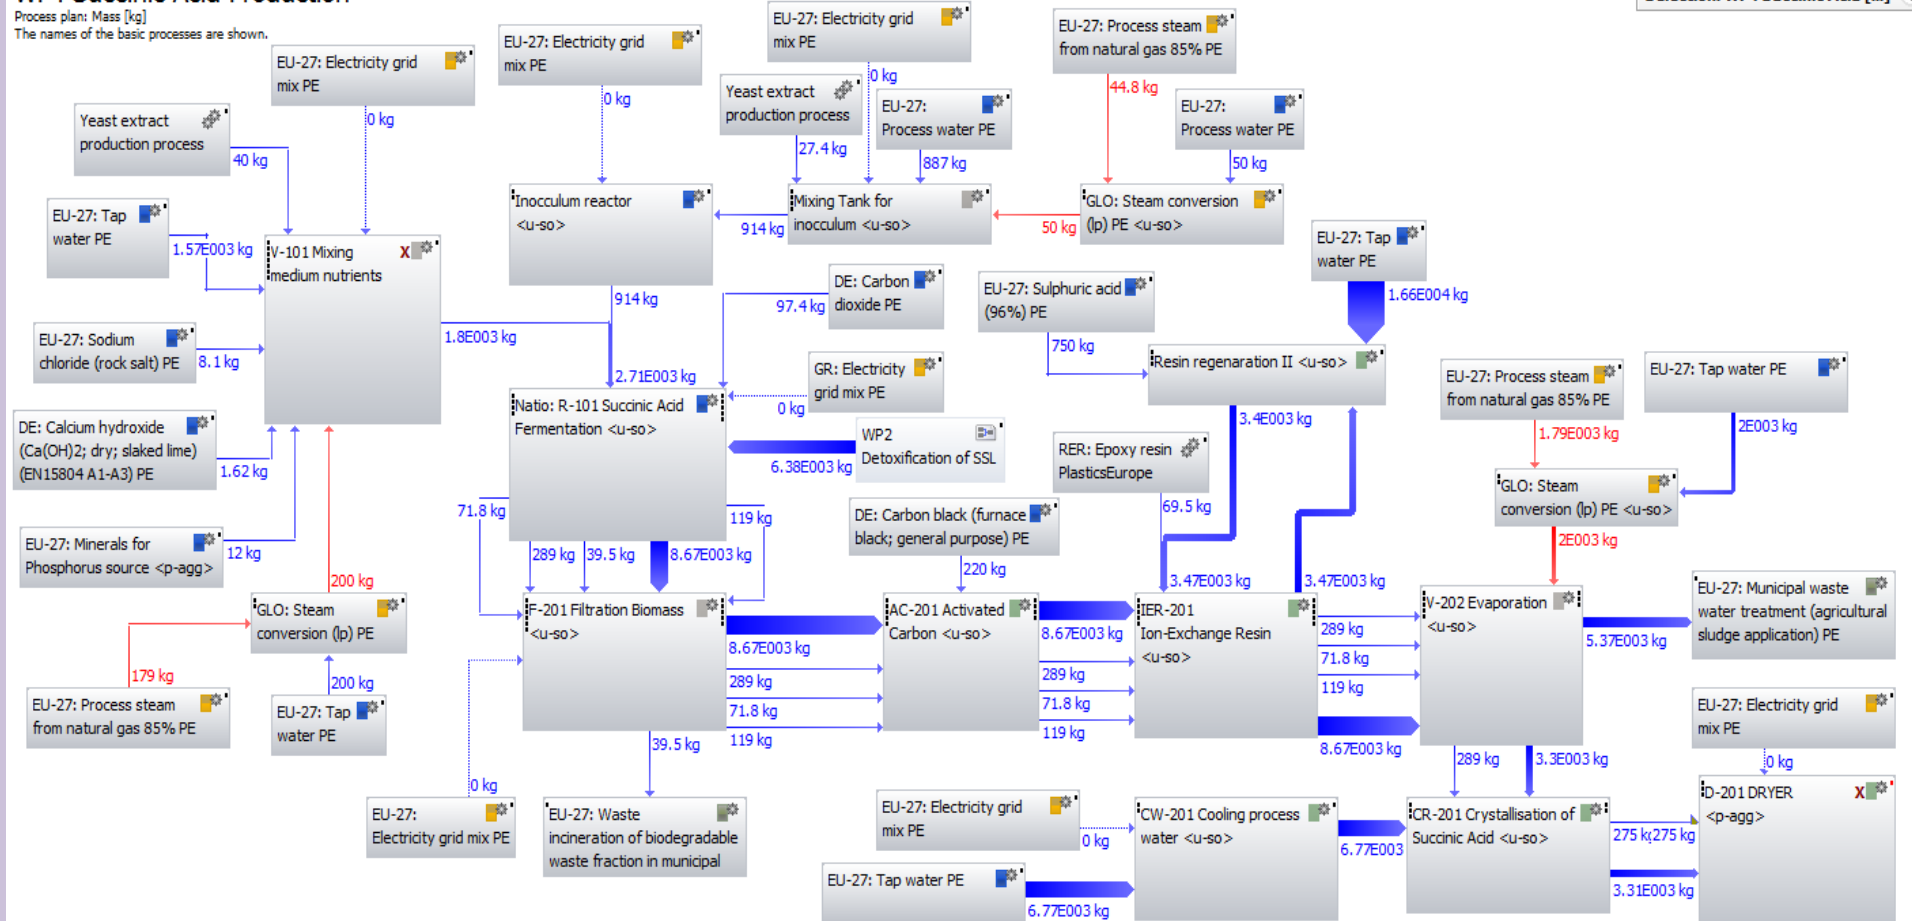 Process plan: Mass [kg]
The names of the basic processes are shown.
EU-27: Electricity grid
mix PE
0 kg
EU-27: Electricity grid
mix PE
0 kg
EU-27: Electricity grid
mix PE
0 kg
EU-27: Process steam
from natural gas 85% PE
44.8 kg
Yeast extract
production process
40 kg
Yeast extract
production process
27.4 kg
EU-27:
Process water PE
887 kg
EU-27:
Process water PE
50 kg
EU-27: Tap
water PE
1.57E003 kg
V-101 Mixing
medium nutrients
X
Inocculum reactor
<u-so>
914 kg
Mixing Tank for
inocculum <u-so>
50 kg
GLO: Steam conversion
(lp) PE <u-so>
EU-27: Tap
water PE
1.66E004 kg
914 kg
DE: Carbon
dioxide PE
97.4 kg
EU-27: Sulphuric acid
(96%) PE
750 kg
EU-27: Sodium
chloride (rock salt) PE
8.1 kg
1.8E003 kg
2.71E003 kg
GR: Electricity
grid mix PE
0 kg
Resin regenaration II <u-so>
3.4E003 kg
EU-27: Process steam
from natural gas 85% PE
1.79E003 kg
EU-27: Tap water PE
2E003 kg
Natio: R-101 Succinic Acid
Fermentation <u-so>
DE: Calcium hydroxide
(Ca(OH)2; dry; slaked lime)
(EN15804 A1-A3) PE
1.62 kg
WP2
Detoxification of SSL
6.38E003 kg
RER: Epoxy resin
PlasticsEurope
69.5 kg
GLO: Steam
conversion (lp) PE <u-so>
2E003 kg
71.8 kg
119 kg
DE: Carbon black (furnace
black; general purpose) PE
220 kg
EU-27: Minerals for
Phosphorus source <p-agg>
12 kg
289 kg
39.5 kg
8.67E003 kg
3.47E003 kg
3.47E003 kg
200 kg
GLO: Steam
conversion (lp) PE
F-201 Filtration Biomass
<u-so>
8.67E003 kg
289 kg
71.8 kg
119 kg
AC-201 Activated
Carbon <u-so>
8.67E003 kg
289 kg
71.8 kg
119 kg
IER-201
Ion-Exchange Resin
<u-so>
289 kg
71.8 kg
119 kg
8.67E003 kg
V-202 Evaporation
<u-so>
5.37E003 kg
EU-27: Municipal waste
water treatment (agricultural
sludge application) PE
179 kg
200 kg
EU-27: Process steam
from natural gas 85% PE
EU-27: Tap
water PE
39.5 kg
289 kg
3.3E003 kg
EU-27: Electricity grid
mix PE
0 kg
0 kg
EU-27:
Electricity grid mix PE
EU-27: Waste
incineration of biodegradable
waste fraction in municipal
EU-27: Electricity grid
mix PE
0 kg
CW-201 Cooling process
water <u-so>
6.77E003
CR-201 Crystallisation of
Succinic Acid <u-so>
275 kg
275 kg
3.31E003 kg
D-201 DRYER
<p-agg>
X
EU-27: Tap water PE
6.77E003 kg